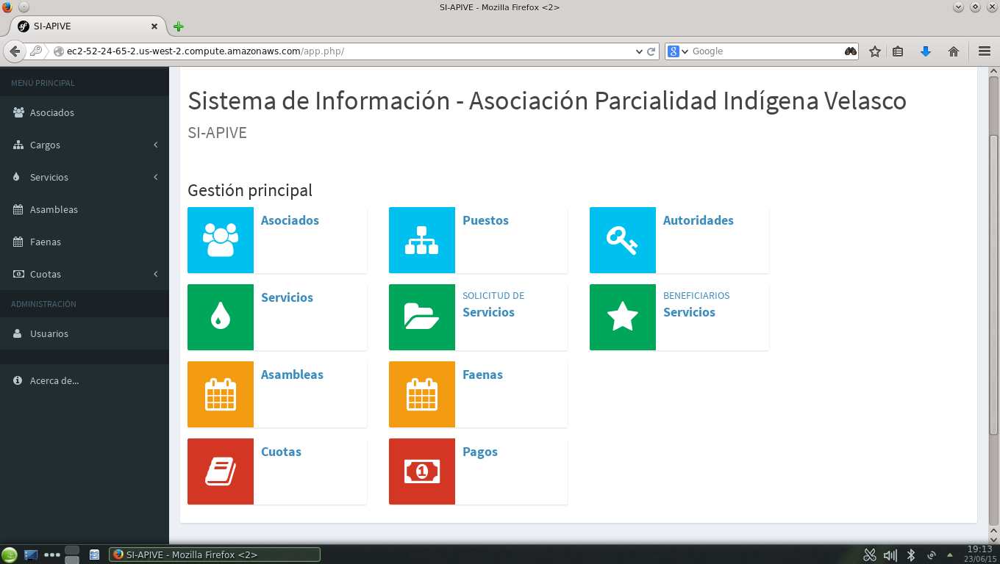 SI-APIVE - Mozilla Firefox <2>
SI-APIVE
ec2-52-24-65-2.us-west-2.compute.amazonaws.com/app.php/
Google
MENÚ PRINCIPAL
Asociados
Cargos
Servicios
Asambleas
Faenas
Cuotas
ADMINISTRACIÓN
Usuarios
Acerca de...
Sistema de Información - Asociación Parcialidad Indígena Velasco
SI-APIVE
Gestión principal
Asociados
Puestos
Autoridades
Servicios
SOLICITUD DE
Servicios
BENEFICIARIOS
Servicios
Asambleas
Faenas
Cuotas
Pagos
SI-APIVE - Mozilla Firefox <2>
19:13
23/06/15